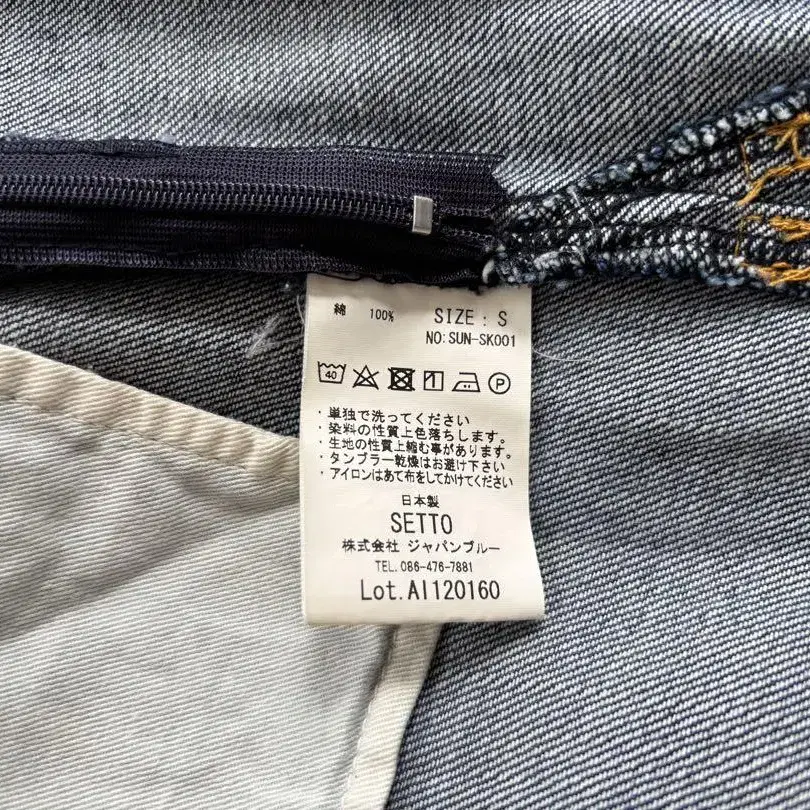 綿 100% SIZE : S
NO:SUN-SK001
40 P
・単独で洗ってください
・染料の性質上色落ちします。
・生地の性質上縮む事があります。
・タンブラー乾燥はお避け下さい
・アイロンはあて布をしてかけてください
日本製
SETTO
株式会社 ジャパンブルー
TEL. 086-476-7881
Lot.AI120160